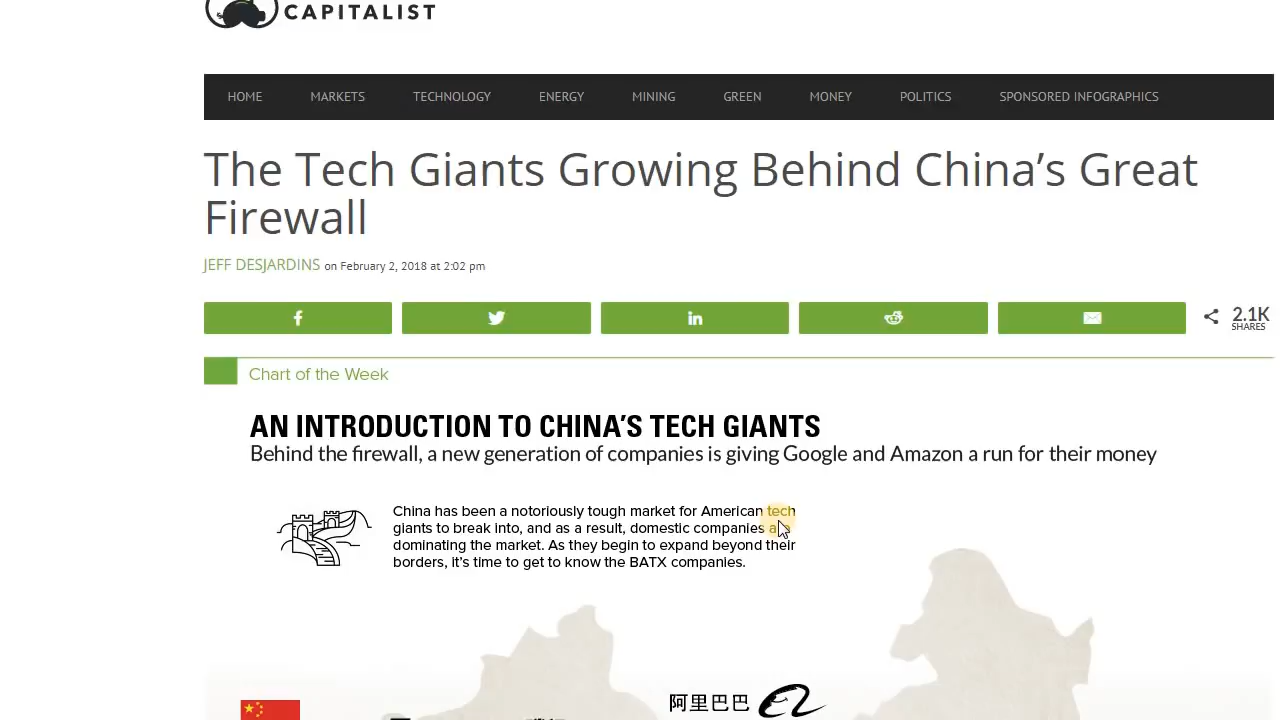 CAPITALIST
HOME MARKETS TECHNOLOGY ENERGY MINING GREEN MONEY POLITICS SPONSORED INFOGRAPHICS
The Tech Giants Growing Behind China’s Great
Firewall
JEFF DESJARDINS on February 2, 2018 at 2:02 pm
2.1K
SHARES
Chart of the Week
AN INTRODUCTION TO CHINA’S TECH GIANTS
Behind the firewall, a new generation of companies is giving Google and Amazon a run for their money
China has been a notoriously tough market for American tech
giants to break into, and as a result, domestic companies
dominating the market. As they begin to expand beyond their
borders, it’s time to get to know the BATX companies.
阿里巴巴